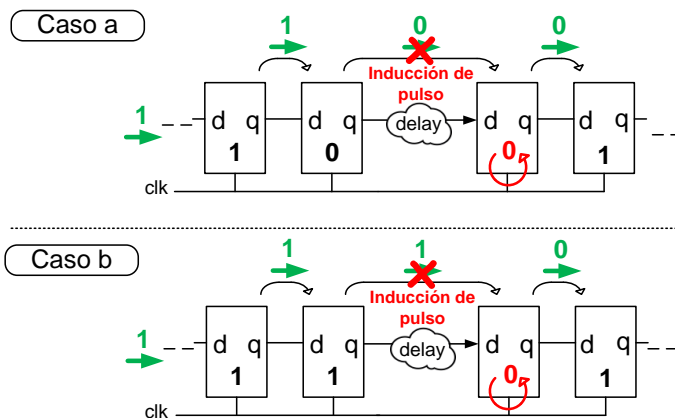 Caso a
1 0 0
Inducción de
pulso
1
d q d q delay d q d q
1 0 0 1
clk
Caso b
1 1 0
Inducción de
pulso
1
d q d q delay d q d q
1 1 0 1
clk